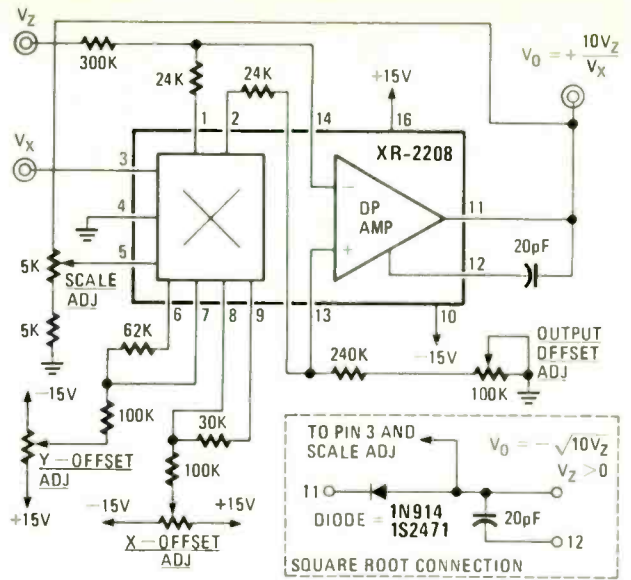 V_Z
300K
24K
24K
+15V
V_O = + 10V_Z / V_X
1
2
14
16
XR-2208
V_X
3
4
5
OP AMP
−
+
11
12
20pF
5K
SCALE ADJ
5K
6
7
8
9
13
10
62K
−15V
240K
OUTPUT OFFSET ADJ
100K
−15V
100K
30K
100K
Y−OFFSET ADJ
+15V
−15V
+15V
X−OFFSET ADJ
TO PIN 3 AND SCALE ADJ
V_O = −√10V_Z
V_Z > 0
11
DIODE = 1N914
1S2471
20pF
12
SQUARE ROOT CONNECTION